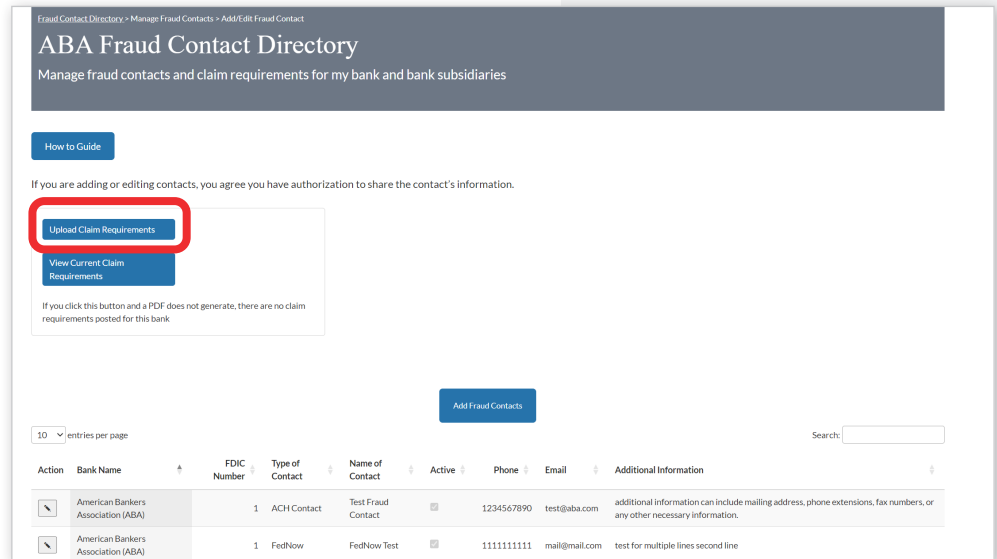 Fraud Contact Directory > Manage Fraud Contacts > Add/Edit Fraud Contact
ABA Fraud Contact Directory
Manage fraud contacts and claim requirements for my bank and bank subsidiaries
How to Guide
If you are adding or editing contacts, you agree you have authorization to share the contact's information.
Upload Claim Requirements
View Current Claim
Requirements
If you click this button and a PDF does not generate, there are no claim
requirements posted for this bank
Add Fraud Contacts
10 entries per page Search:
Action Bank Name FDIC Number Type of Contact Name of Contact Active Phone Email Additional Information
American Bankers Association (ABA) 1 ACH Contact Test Fraud Contact 1234567890 test@aba.com additional information can include mailing address, phone extensions, fax numbers, or
any other necessary information.
American Bankers Association (ABA) 1 FedNow FedNow Test 1111111111 mail@mail.com test for multiple lines second line